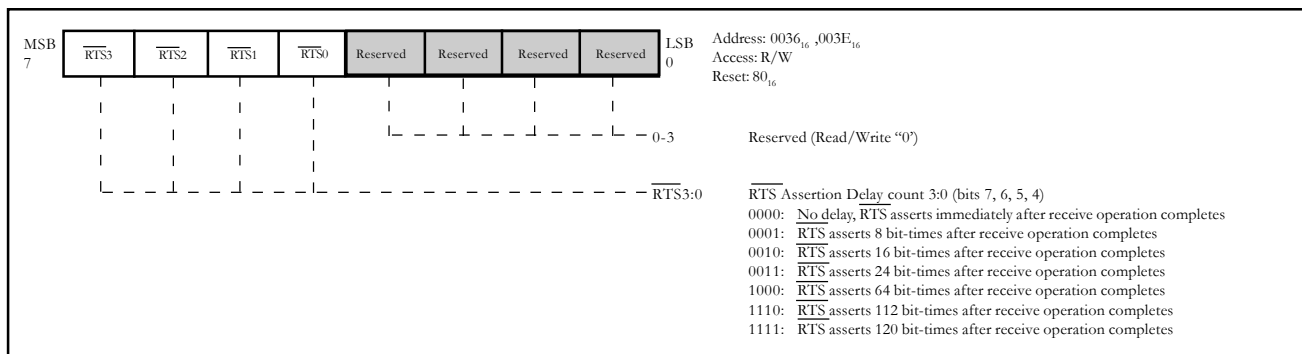 MSB
7
RTS3
RTS2
RTS1
RTS0
Reserved
Reserved
Reserved
Reserved
LSB
0
Address: 0036₁₆ ,003E₁₆
Access: R/W
Reset: 80₁₆
0-3 Reserved (Read/Write “0’)
RTS3:0 RTS Assertion Delay count 3:0 (bits 7, 6, 5, 4)
0000: No delay, RTS asserts immediately after receive operation completes
0001: RTS asserts 8 bit-times after receive operation completes
0010: RTS asserts 16 bit-times after receive operation completes
0011: RTS asserts 24 bit-times after receive operation completes
1000: RTS asserts 64 bit-times after receive operation completes
1110: RTS asserts 112 bit-times after receive operation completes
1111: RTS asserts 120 bit-times after receive operation completes